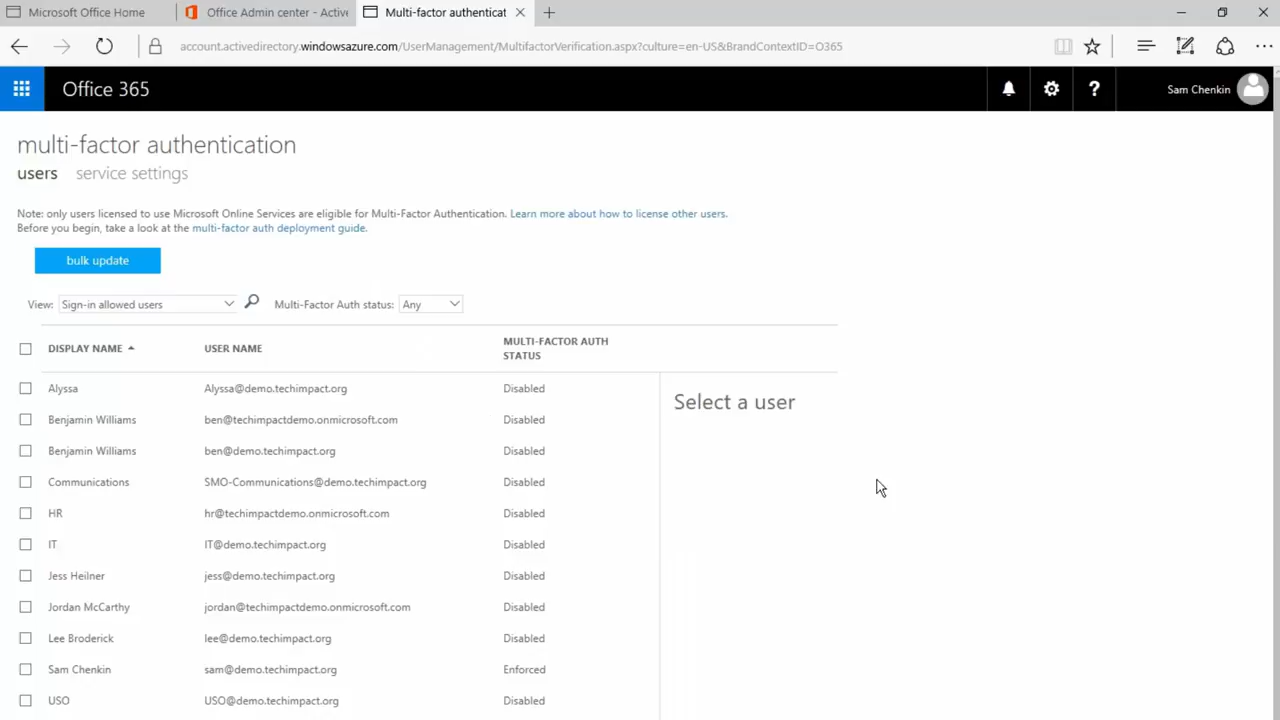 Microsoft Office Home
Office Admin center - Active
Multi-factor authenticat
account.activedirectory.windowsazure.com/UserManagement/MultifactorVerification.aspx?culture=en-US&BrandContextID=O365
Office 365
Sam Chenkin
multi-factor authentication
users service settings
Note: only users licensed to use Microsoft Online Services are eligible for Multi-Factor Authentication. Learn more about how to license other users.
Before you begin, take a look at the multi-factor auth deployment guide.
bulk update
View: Sign-in allowed users Multi-Factor Auth status: Any
DISPLAY NAME USER NAME MULTI-FACTOR AUTH
STATUS
Alyssa Alyssa@demo.techimpact.org Disabled
Select a user
Benjamin Williams ben@techimpactdemo.onmicrosoft.com Disabled
Benjamin Williams ben@demo.techimpact.org Disabled
Communications SMO-Communications@demo.techimpact.org Disabled
HR hr@techimpactdemo.onmicrosoft.com Disabled
IT IT@demo.techimpact.org Disabled
Jess Heilner jess@demo.techimpact.org Disabled
Jordan McCarthy jordan@techimpactdemo.onmicrosoft.com Disabled
Lee Broderick lee@demo.techimpact.org Disabled
Sam Chenkin sam@demo.techimpact.org Enforced
USO USO@demo.techimpact.org Disabled